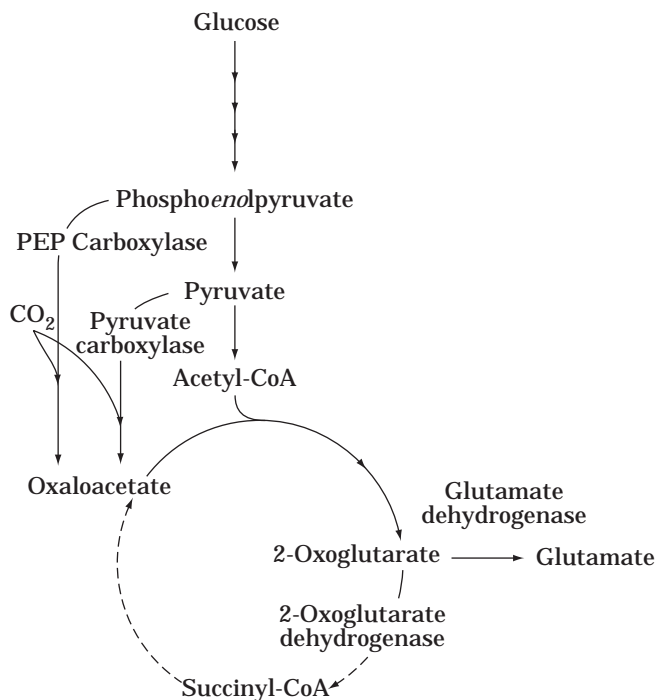 Glucose
Phosphoenolpyruvate
PEP Carboxylase
Pyruvate
CO2
Pyruvate
carboxylase
Acetyl-CoA
Oxaloacetate
Glutamate
dehydrogenase
2-Oxoglutarate
Glutamate
2-Oxoglutarate
dehydrogenase
Succinyl-CoA